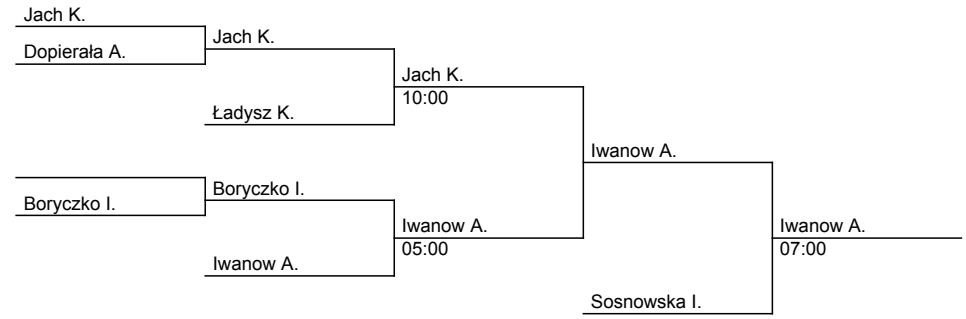 Jach K.
Dopierała A.
Jach K.
Ładysz K.
Jach K.
10:00
Boryczko I.
Boryczko I.
Iwanow A.
Iwanow A.
05:00
Iwanow A.
Sosnowska I.
Iwanow A.
07:00